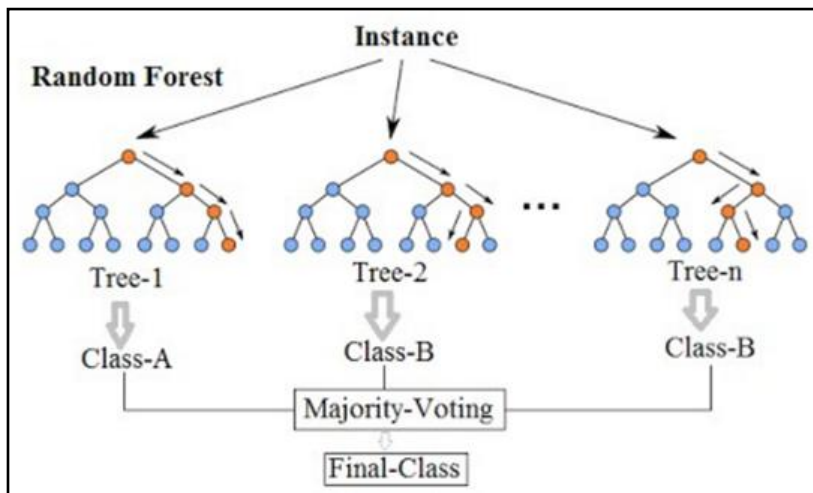 Instance
Random Forest
...
Tree-1
Tree-2
Tree-n
Class-A
Class-B
Class-B
Majority-Voting
Final-Class